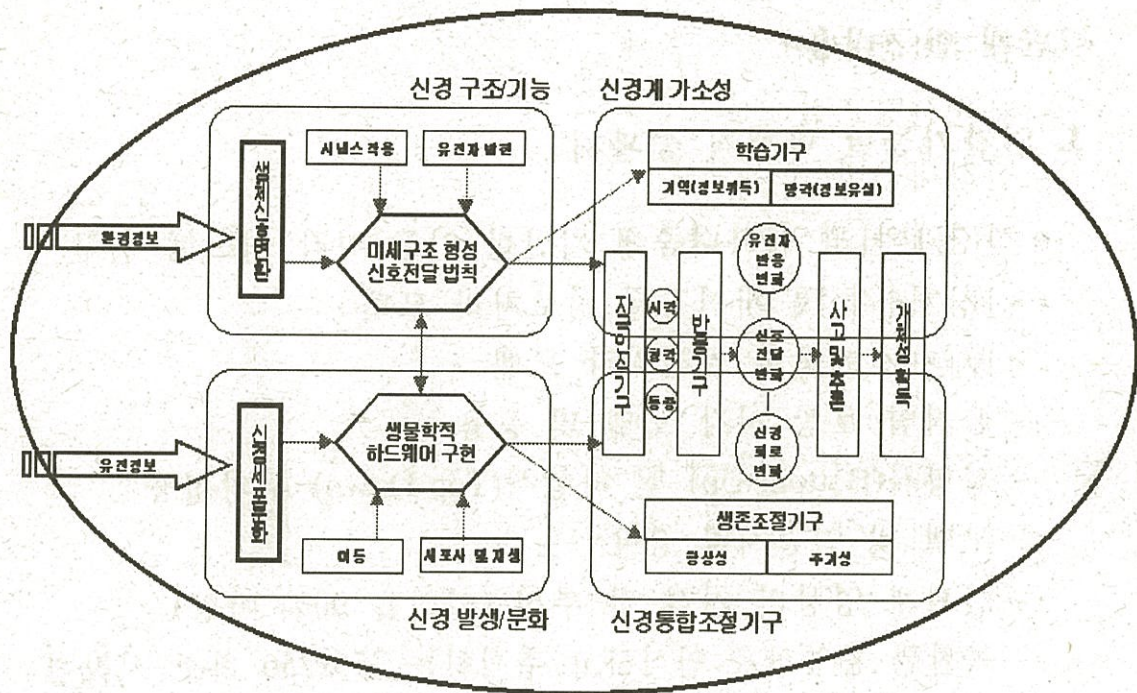 신경 구조/기능
신경계 가소성
시냅스작용
유전자 발현
학습기구
기억(정보취득)
망각(정보유실)
생체신호변환
환경정보
미세구조 형성
신호전달 법칙
유전자
반응
변화
자극인식기구
시각
청각
통증
반응기구
신호
전달
변화
사고 및 추론
개체성 획득
신경
회로
변화
유전정보
신경세포분화
생물학적
하드웨어 구현
생존조절기구
이동
세포사 및 재생
항상성
주기성
신경 발생/분화
신경통합조절기구